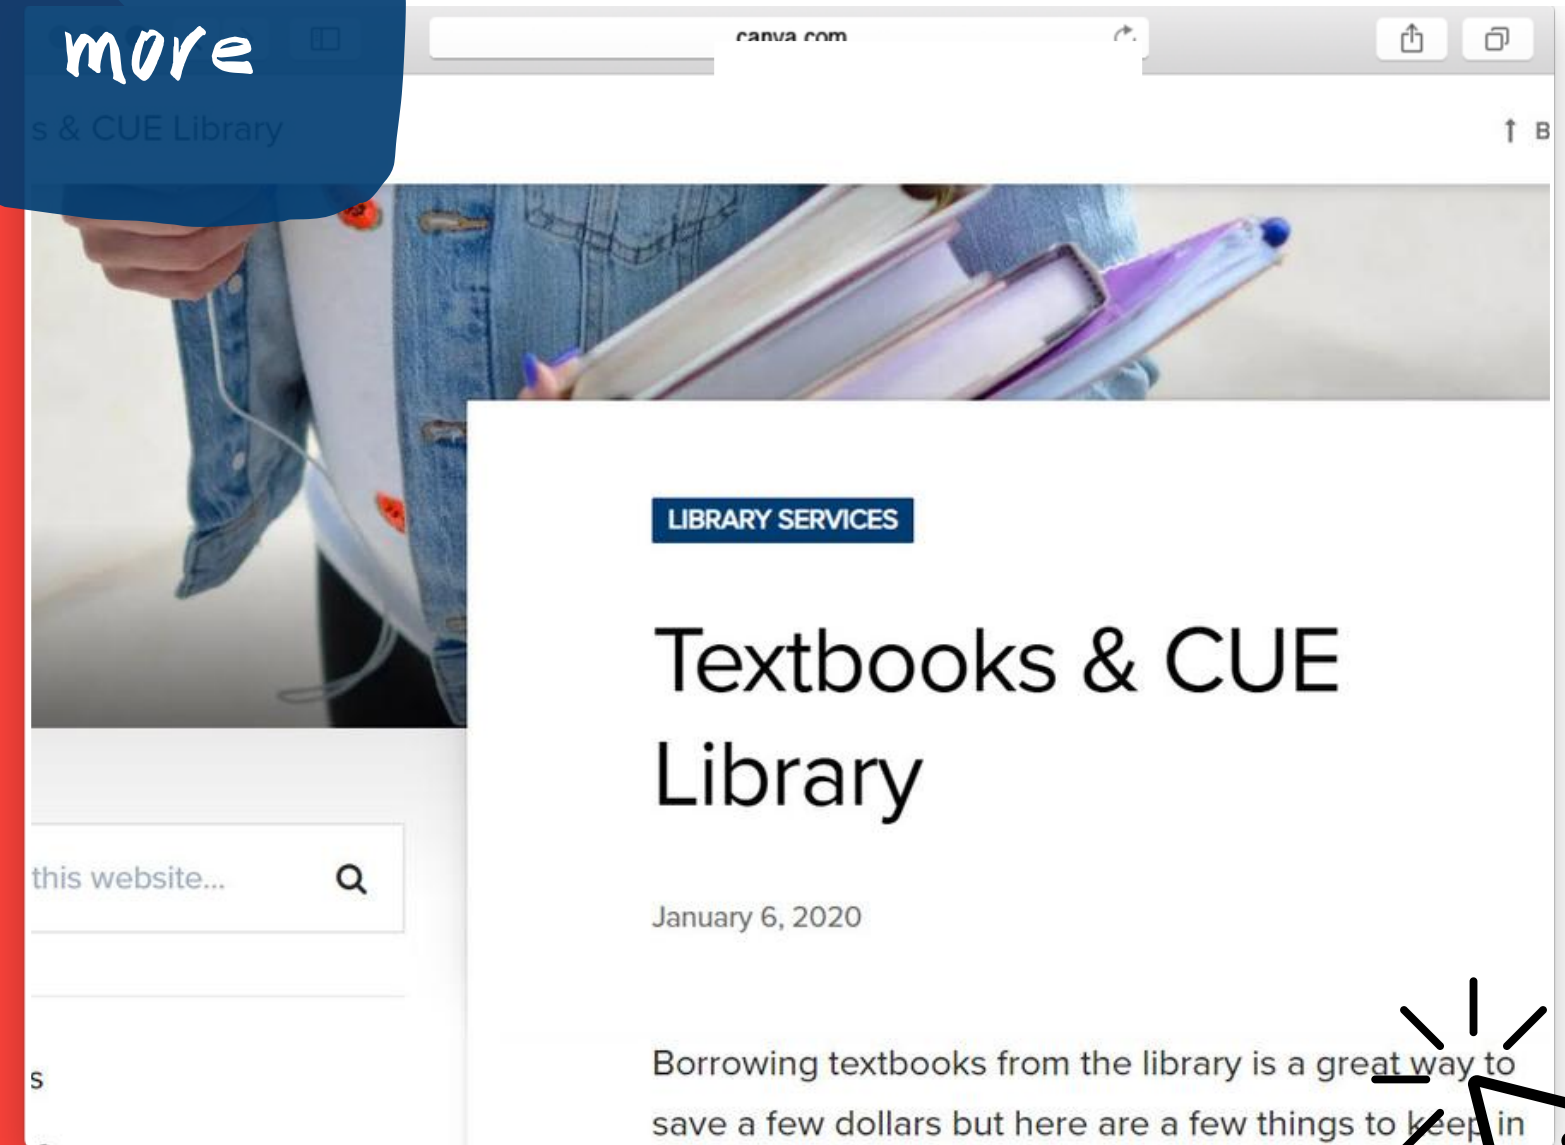 more
canva.com
s & CUE Library
B
LIBRARY SERVICES
Textbooks & CUE
Library
this website...
January 6, 2020
Borrowing textbooks from the library is a great way to
s
save a few dollars but here are a few things to keep in